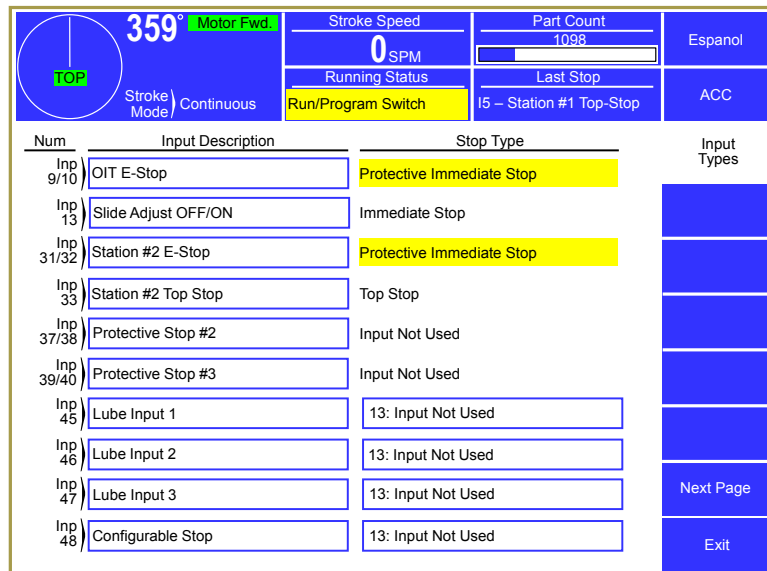 359° Motor Fwd.
TOP
Stroke Mode ) Continuous
Stroke Speed
0 SPM
Part Count
1098
Espanol
Running Status
Run/Program Switch
Last Stop
I5 – Station #1 Top-Stop
ACC
Num Input Description Stop Type Input Types
Inp 9/10 ) OIT E-Stop Protective Immediate Stop
Inp 13 ) Slide Adjust OFF/ON Immediate Stop
Inp 31/32 ) Station #2 E-Stop Protective Immediate Stop
Inp 33 ) Station #2 Top Stop Top Stop
Inp 37/38 ) Protective Stop #2 Input Not Used
Inp 39/40 ) Protective Stop #3 Input Not Used
Inp 45 ) Lube Input 1 13: Input Not Used
Inp 46 ) Lube Input 2 13: Input Not Used
Inp 47 ) Lube Input 3 13: Input Not Used
Next Page
Inp 48 ) Configurable Stop 13: Input Not Used
Exit